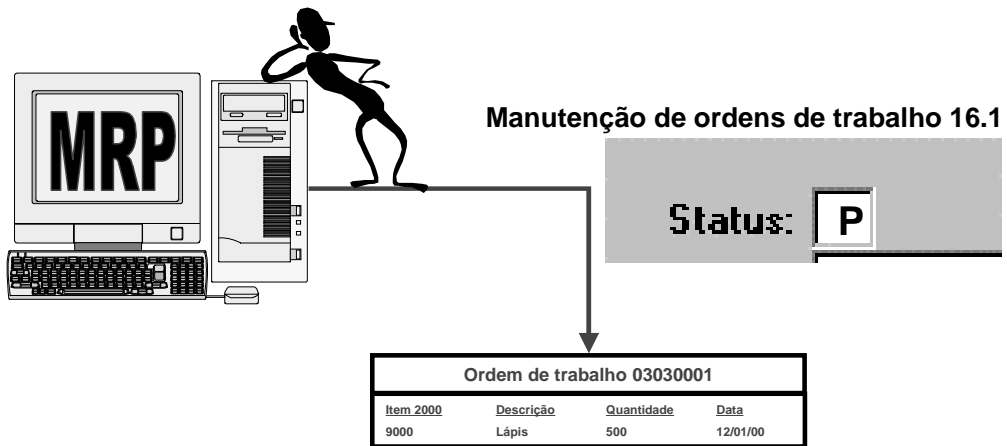 MRP
Manutenção de ordens de trabalho 16.1
Status: P
Ordem de trabalho 03030001
Item 2000 Descrição Quantidade Data
9000 Lápis 500 12/01/00